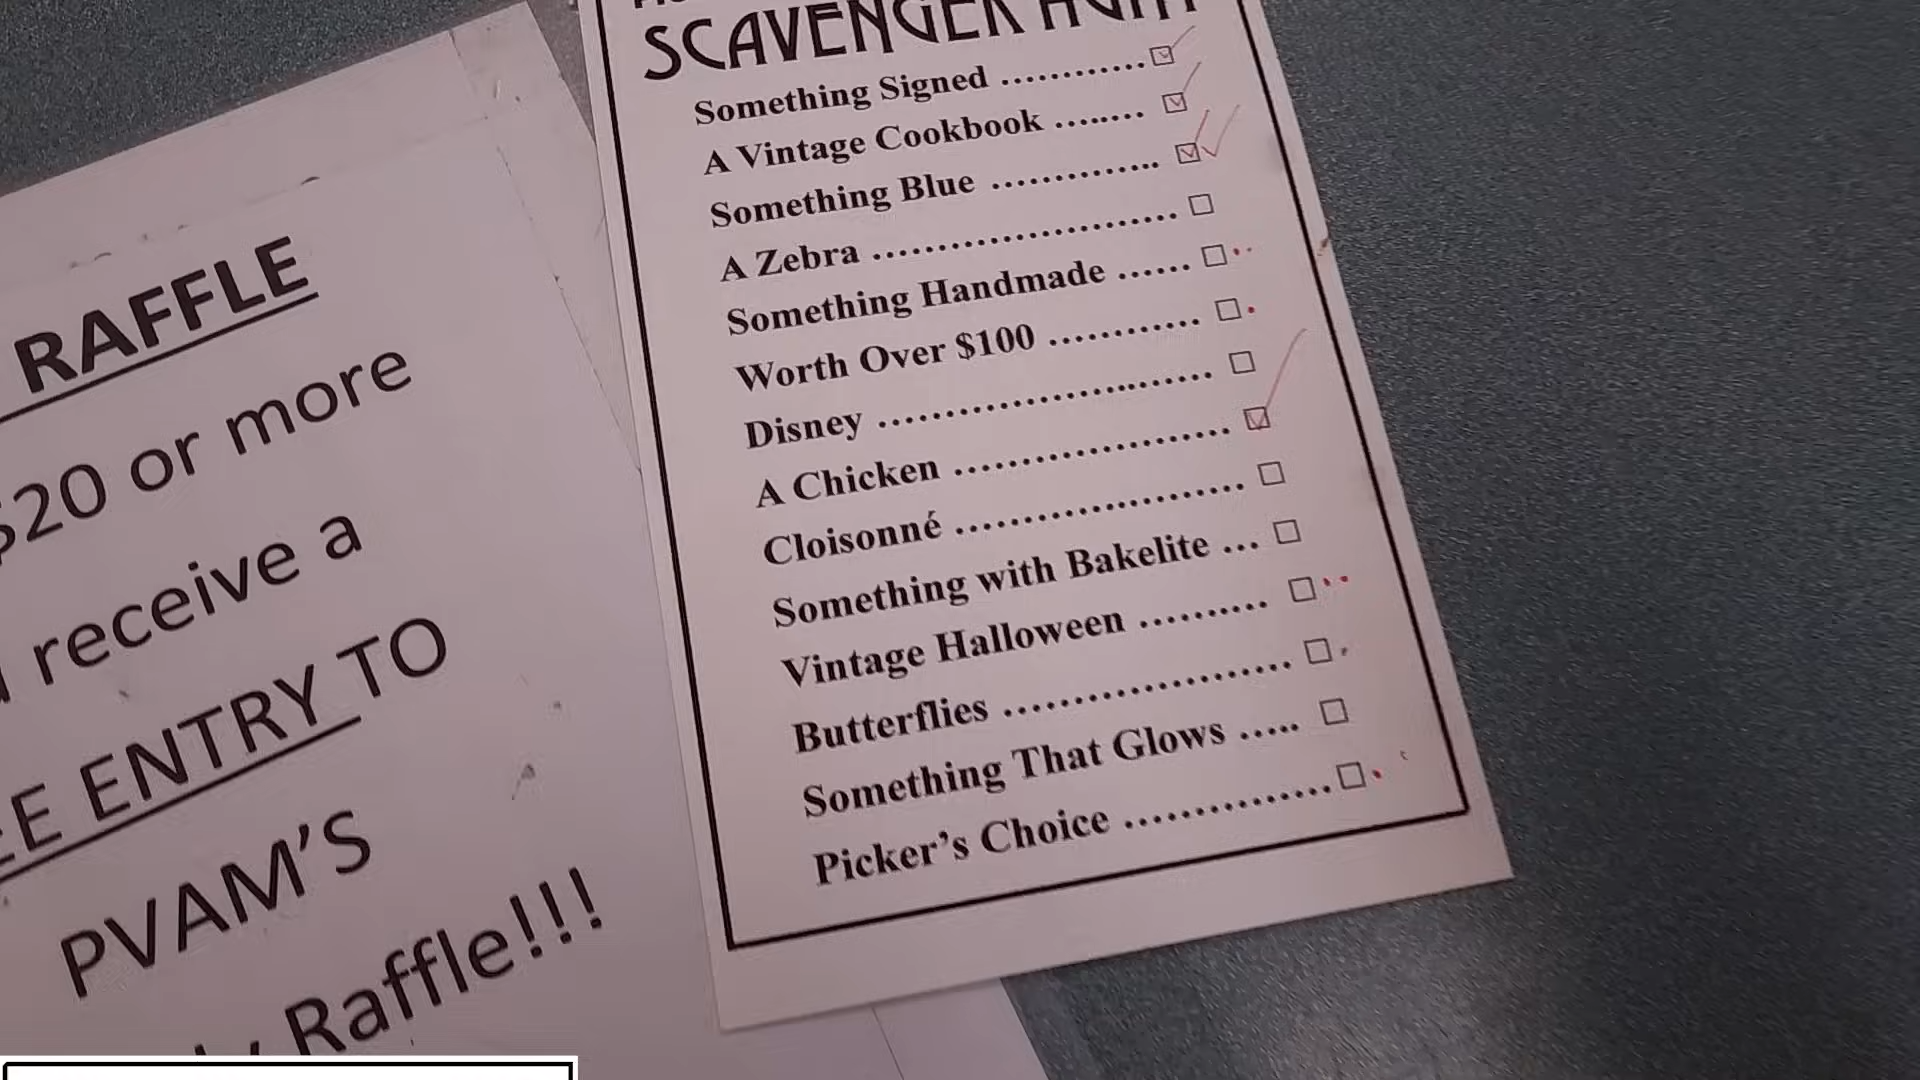 RAFFLE
$20 or more
receive a
ENTRY TO
PVAM'S
Raffle!!!
SCAVENGER HUNT
Something Signed ............
A Vintage Cookbook ........
Something Blue .............
A Zebra .......................
Something Handmade ......
Worth Over $100 ...........
Disney .........................
A Chicken .....................
Cloisonné ......................
Something with Bakelite ...
Vintage Halloween ..........
Butterflies .....................
Something That Glows .....
Picker's Choice ................